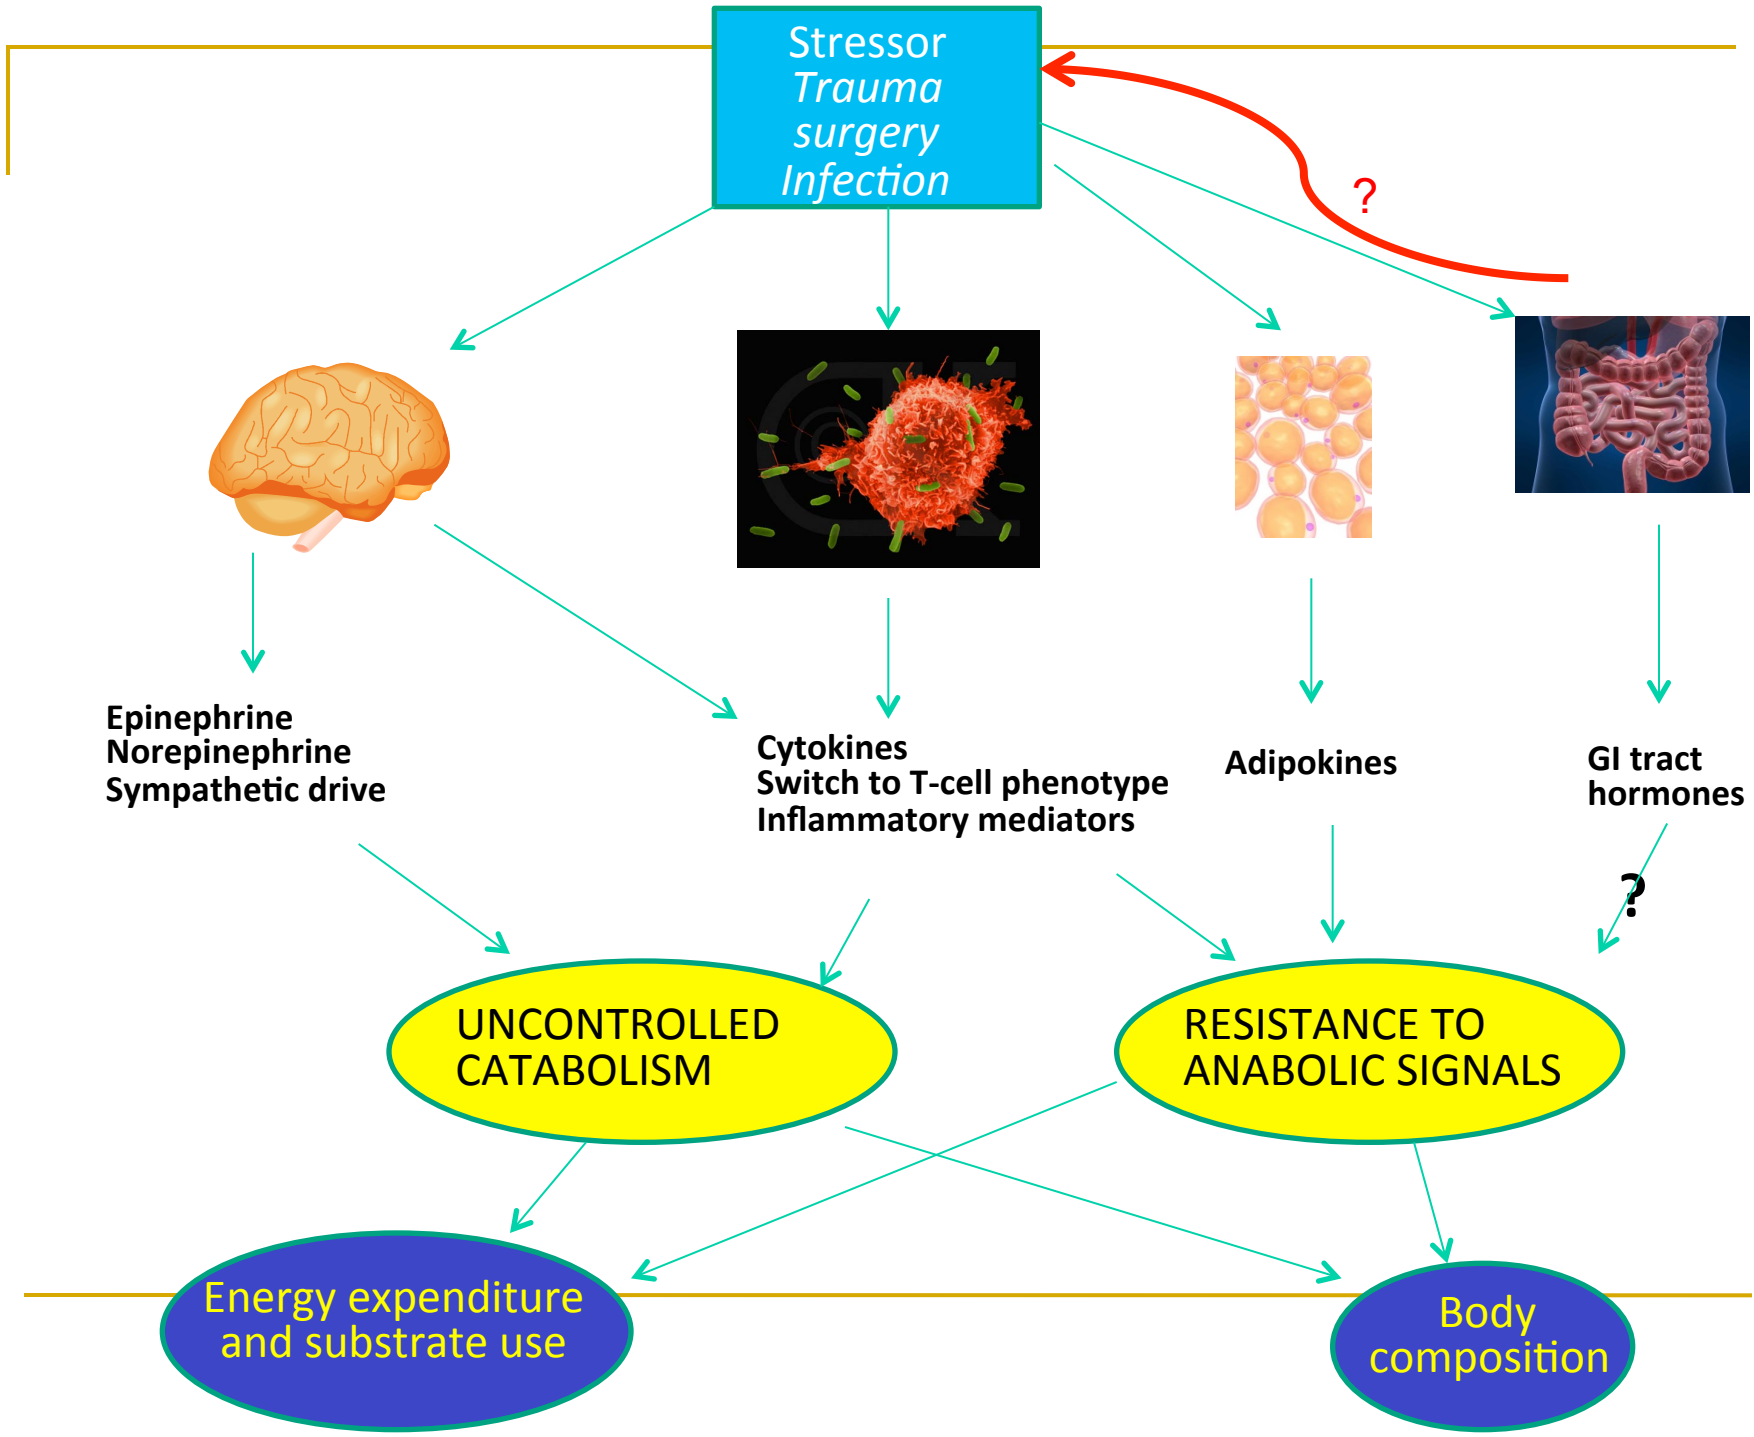 Stressor
Trauma
surgery
Infection
?
Epinephrine
Norepinephrine
Sympathetic drive
Cytokines
Switch to T-cell phenotype
Inflammatory mediators
Adipokines
GI tract
hormones
?
UNCONTROLLED
CATABOLISM
RESISTANCE TO
ANABOLIC SIGNALS
Energy expenditure
and substrate use
Body
composition